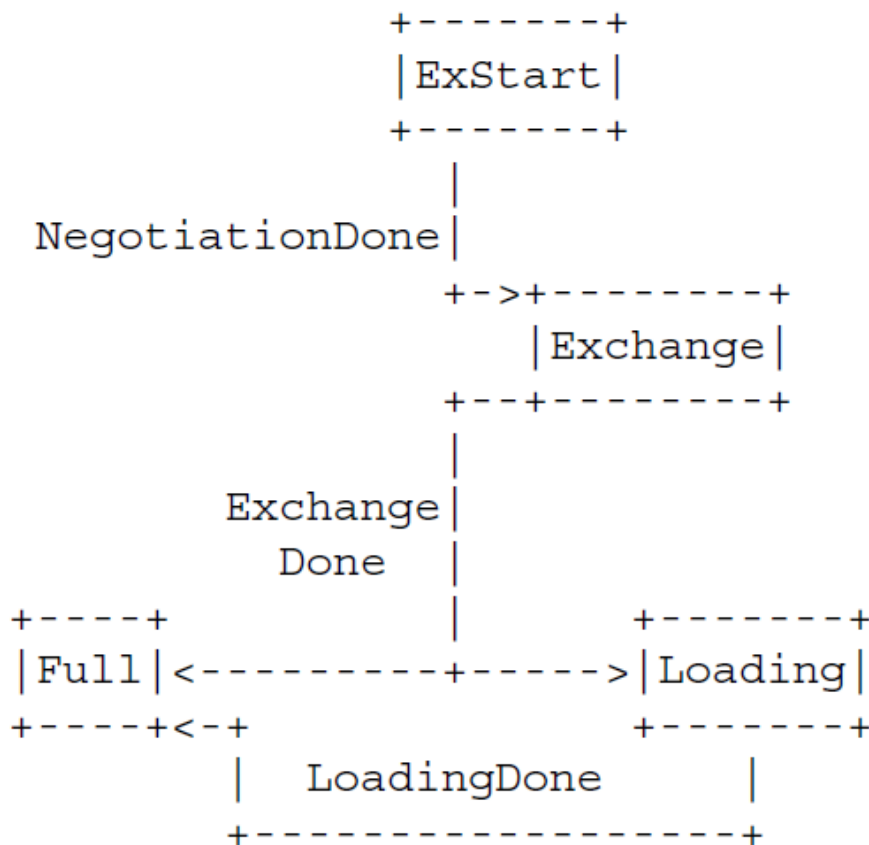 +-------+
|ExStart|
+-------+
|
NegotiationDone|
+->+--------+
|Exchange|
+--+--------+
|
Exchange|
Done |
+----+ | +-------+
|Full|<---------+----->|Loading|
+----+<-+ +-------+
| LoadingDone |
+------------------+